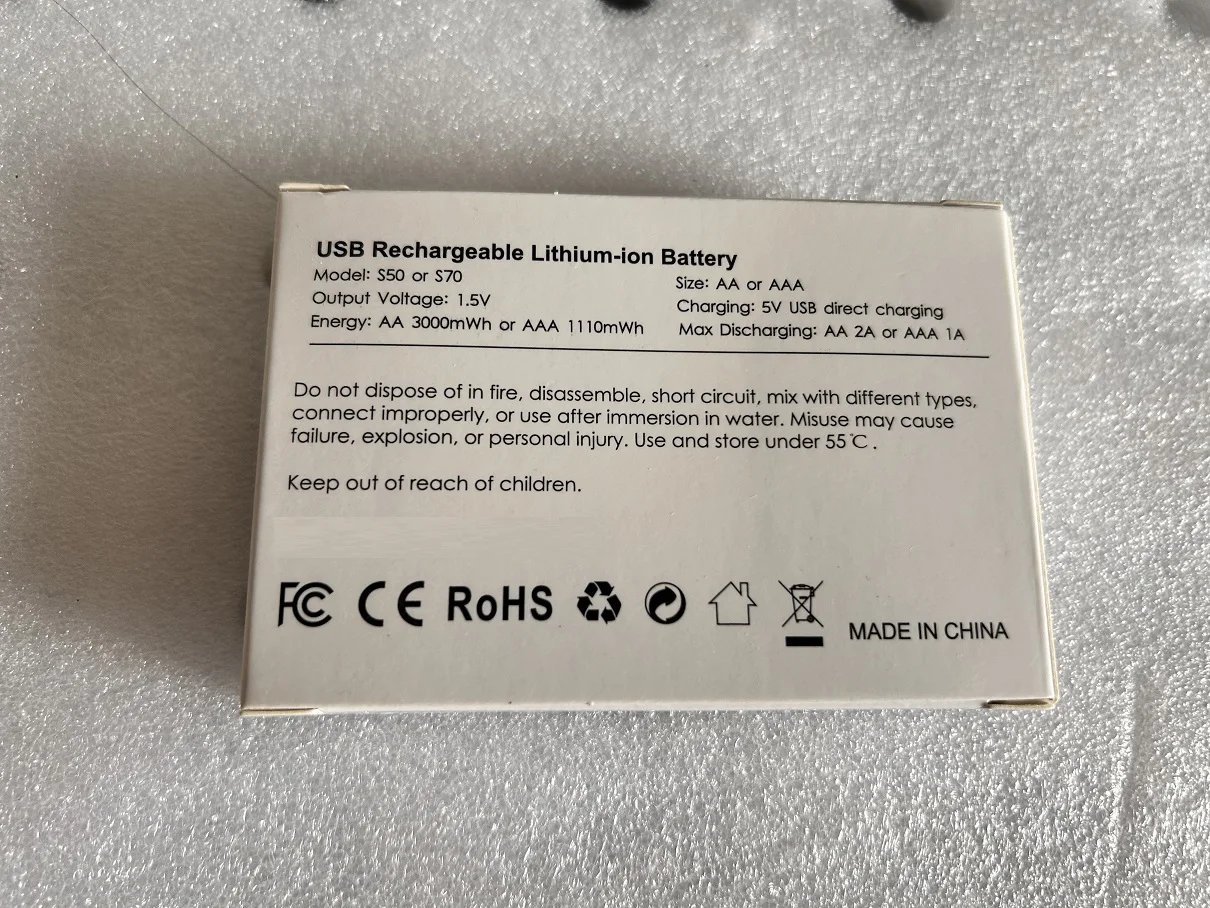 USB Rechargeable Lithium-ion Battery
Model: S50 or S70
Size: AA or AAA
Output Voltage: 1.5V
Charging: 5V USB direct charging
Energy: AA 3000mWh or AAA 1110mWh
Max Discharging: AA 2A or AAA 1A
Do not dispose of in fire, disassemble, short circuit, mix with different types,
connect improperly, or use after immersion in water. Misuse may cause
failure, explosion, or personal injury. Use and store under 55℃.
Keep out of reach of children.
FC CE RoHS MADE IN CHINA